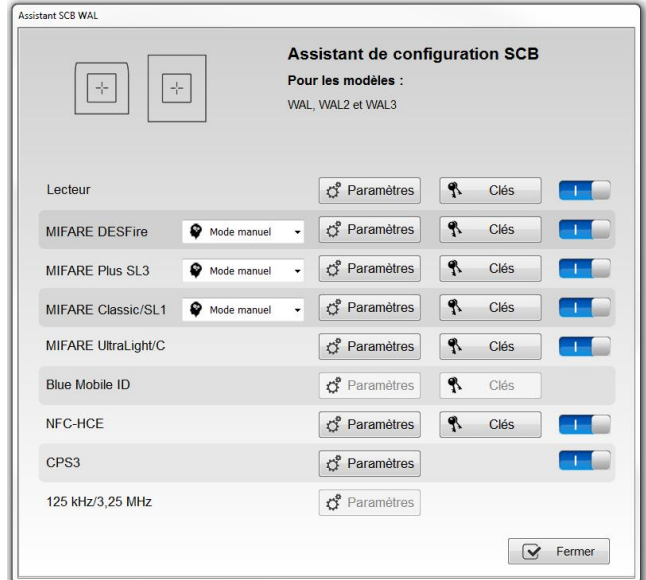 Assistant SCB WAL
Assistant de configuration SCB
Pour les modèles :
WAL, WAL2 et WAL3
Lecteur Paramètres Clés
MIFARE DESFire Mode manuel Paramètres Clés
MIFARE Plus SL3 Mode manuel Paramètres Clés
MIFARE Classic/SL1 Mode manuel Paramètres Clés
MIFARE UltraLight/C Paramètres Clés
Blue Mobile ID Paramètres Clés
NFC-HCE Paramètres Clés
CPS3 Paramètres
125 kHz/3,25 MHz Paramètres
Fermer